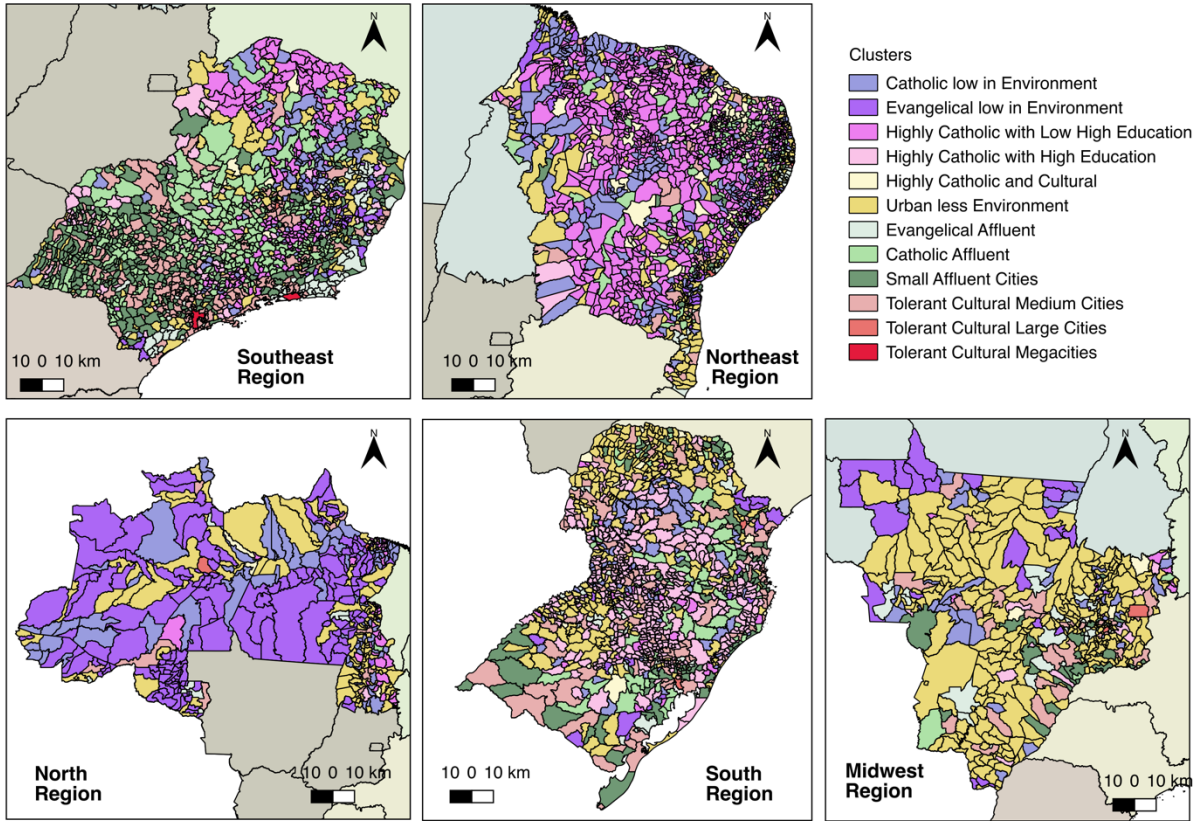 N
Southeast
Region
10 0 10 km
N
Northeast
Region
10 0 10 km
Clusters
Catholic low in Environment
Evangelical low in Environment
Highly Catholic with Low High Education
Highly Catholic with High Education
Highly Catholic and Cultural
Urban less Environment
Evangelical Affluent
Catholic Affluent
Small Affluent Cities
Tolerant Cultural Medium Cities
Tolerant Cultural Large Cities
Tolerant Cultural Megacities
N
North
Region
10 0 10 km
N
South
Region
10 0 10 km
N
Midwest
Region
10 0 10 km